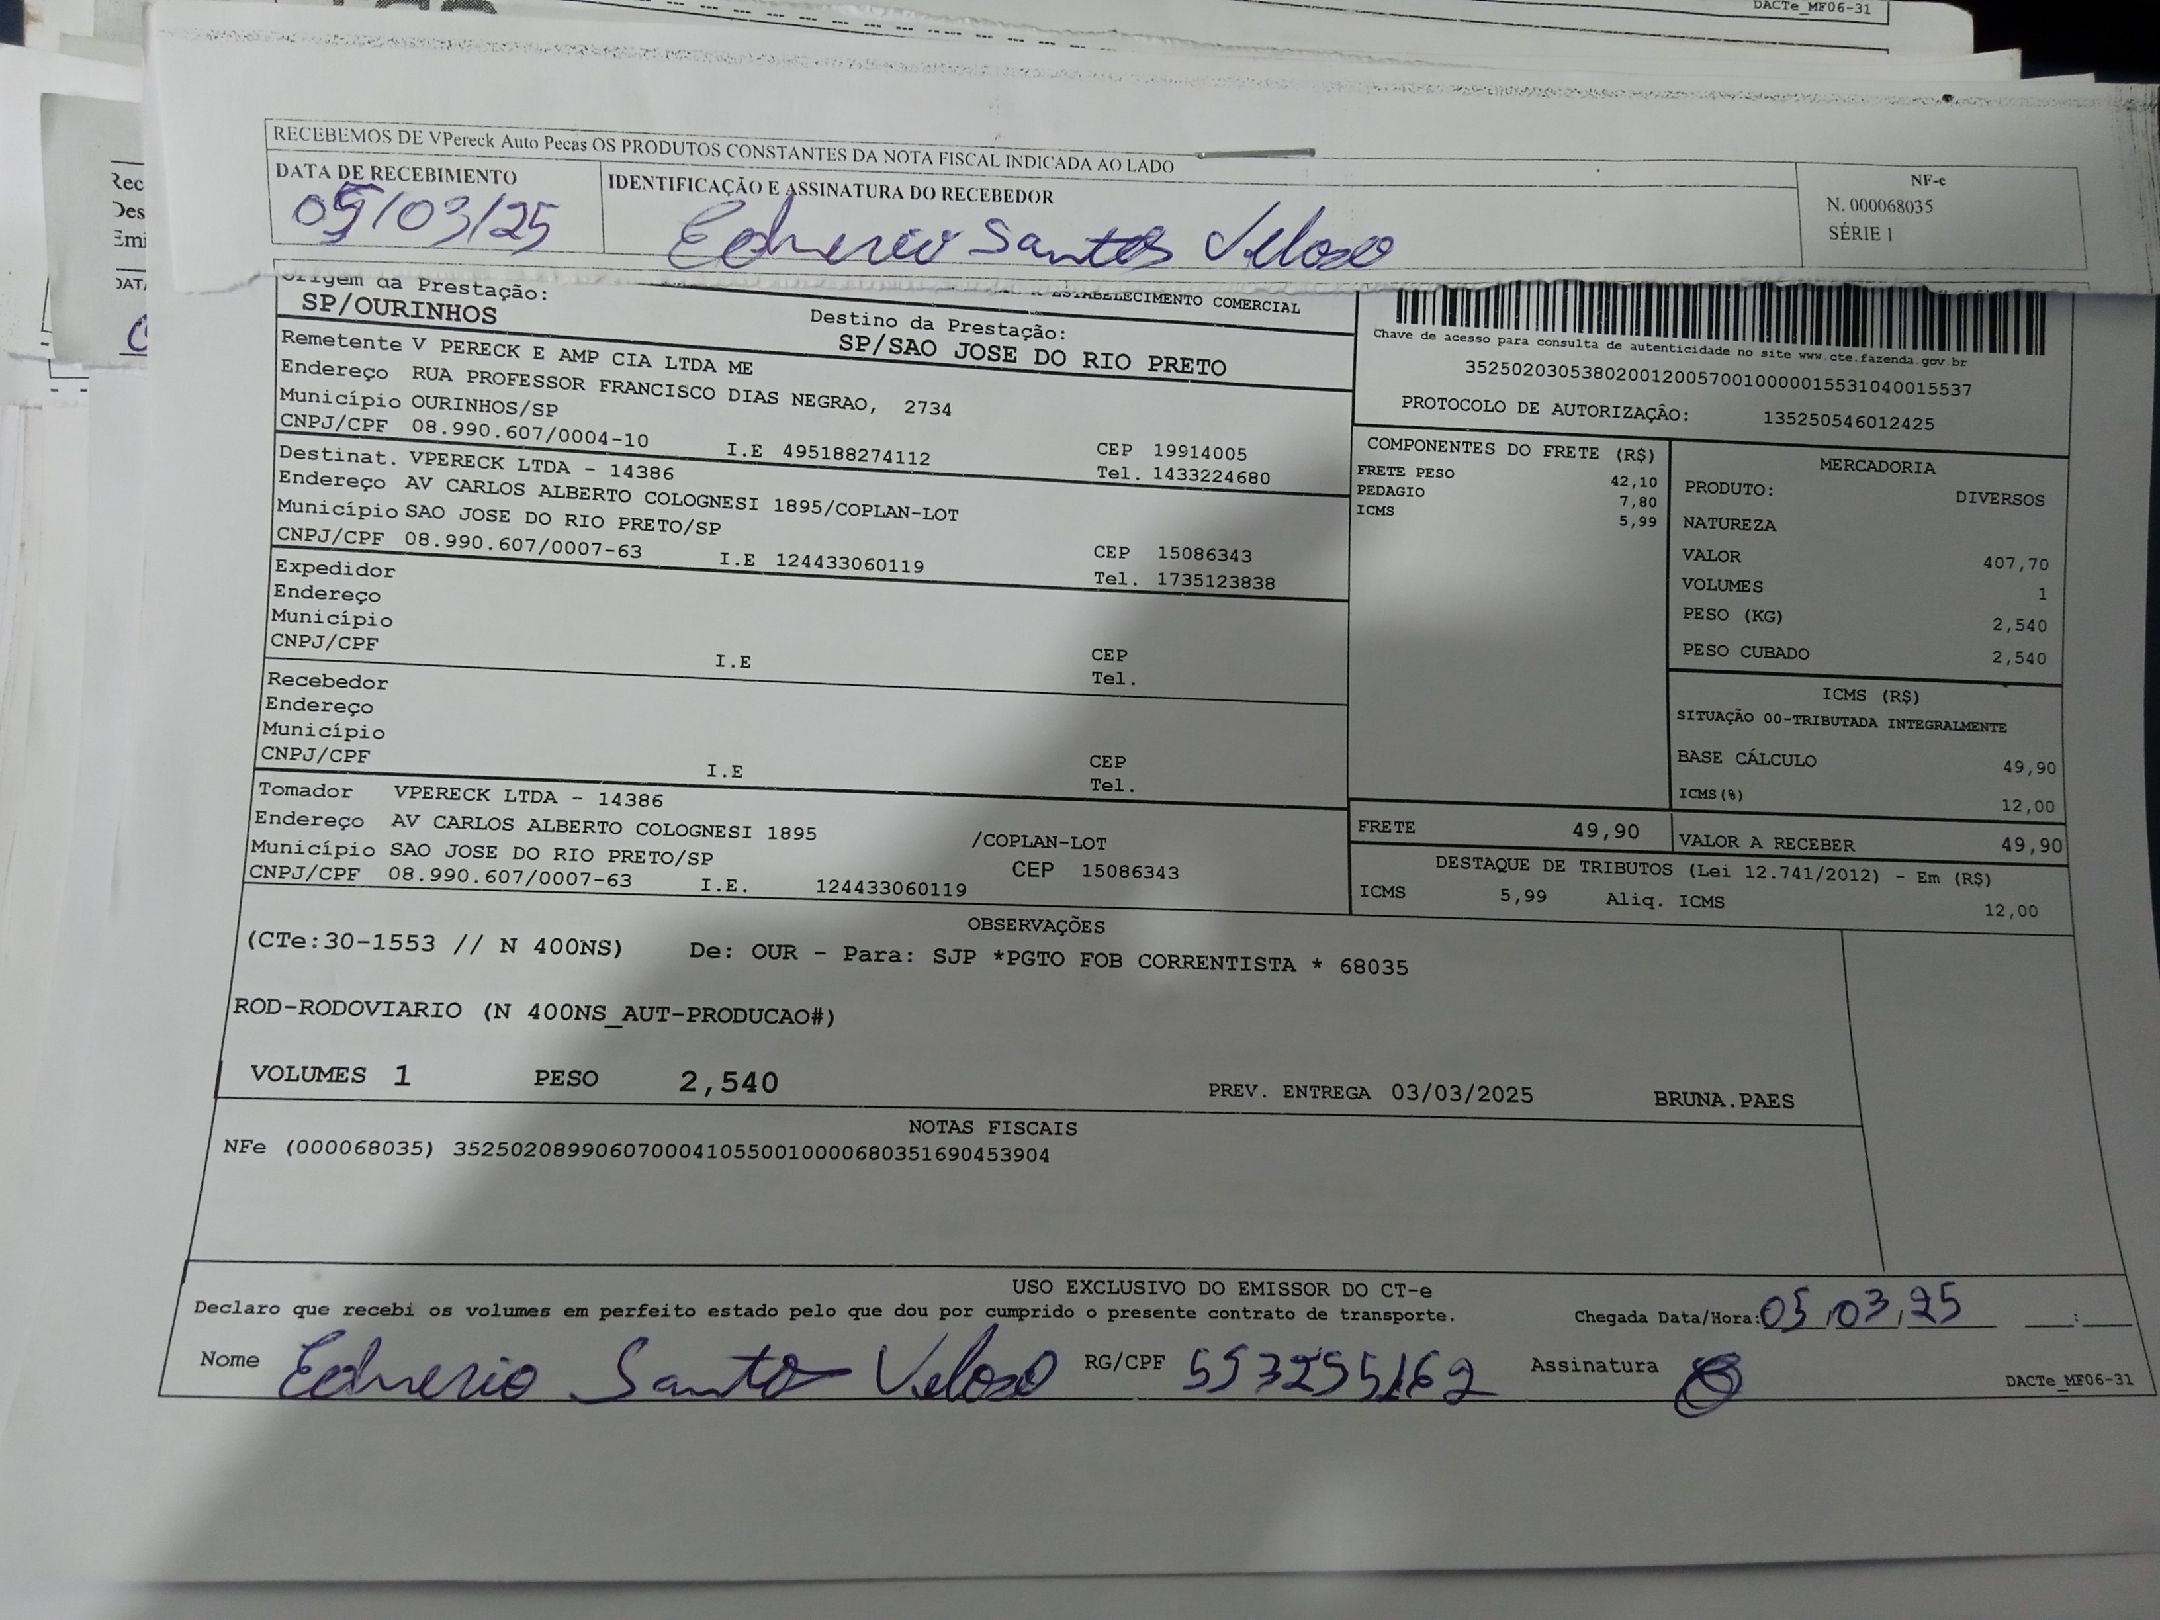 DACTe_MF06-31
RECEBEMOS DE VPereck Auto Pecas OS PRODUTOS CONSTANTES DA NOTA FISCAL INDICADA AO LADO
DATA DE RECEBIMENTO
05/03/25
IDENTIFICAÇÃO E ASSINATURA DO RECEBEDOR
Santos Veloso
NF-e
N. 000068035
SÉRIE 1
Rec
Des
Emi
DATA
Origem da Prestação:
SP/OURINHOS
ESTABELECIMENTO COMERCIAL
Destino da Prestação:
SP/SAO JOSE DO RIO PRETO
Remetente V PERECK E AMP CIA LTDA ME
Endereço RUA PROFESSOR FRANCISCO DIAS NEGRAO, 2734
Município OURINHOS/SP
CNPJ/CPF 08.990.607/0004-10 I.E 495188274112 CEP 19914005
Tel. 1433224680
Destinat. VPERECK LTDA - 14386
Endereço AV CARLOS ALBERTO COLOGNESI 1895/COPLAN-LOT
Município SAO JOSE DO RIO PRETO/SP
CNPJ/CPF 08.990.607/0007-63 I.E 124433060119 CEP 15086343
Tel. 1735123838
Expedidor
Endereço
Município
CNPJ/CPF I.E CEP
Tel.
Recebedor
Endereço
Município
CNPJ/CPF I.E CEP
Tel.
Tomador VPERECK LTDA - 14386
Endereço AV CARLOS ALBERTO COLOGNESI 1895 /COPLAN-LOT
Município SAO JOSE DO RIO PRETO/SP CEP 15086343
CNPJ/CPF 08.990.607/0007-63 I.E. 124433060119
Chave de acesso para consulta de autenticidade no site www.cte.fazenda.gov.br
35250203053802001200570010000015531040015537
PROTOCOLO DE AUTORIZAÇÂO: 135250546012425
COMPONENTES DO FRETE (R$)
FRETE PESO 42,10
PEDAGIO 7,80
ICMS 5,99
MERCADORIA
PRODUTO: DIVERSOS
NATUREZA
VALOR 407,70
VOLUMES 1
PESO (KG) 2,540
PESO CUBADO 2,540
ICMS (R$)
SITUAÇÃO 00-TRIBUTADA INTEGRALMENTE
BASE CÁLCULO 49,90
ICMS(%) 12,00
FRETE 49,90 VALOR A RECEBER 49,90
DESTAQUE DE TRIBUTOS (Lei 12.741/2012) - Em (R$)
ICMS 5,99 Aliq. ICMS 12,00
OBSERVAÇÕES
(CTe:30-1553 // N 400NS) De: OUR - Para: SJP *PGTO FOB CORRENTISTA * 68035
ROD-RODOVIARIO (N 400NS_AUT-PRODUCAO#)
VOLUMES 1 PESO 2,540 PREV. ENTREGA 03/03/2025 BRUNA.PAES
NOTAS FISCAIS
NFe (000068035) 35250208990607000410550010000680351690453904
USO EXCLUSIVO DO EMISSOR DO CT-e
Declaro que recebi os volumes em perfeito estado pelo que dou por cumprido o presente contrato de transporte. Chegada Data/Hora: 05 03 25 __:__
Nome Santos Veloso RG/CPF 553255162 Assinatura
DACTe_MF06-31